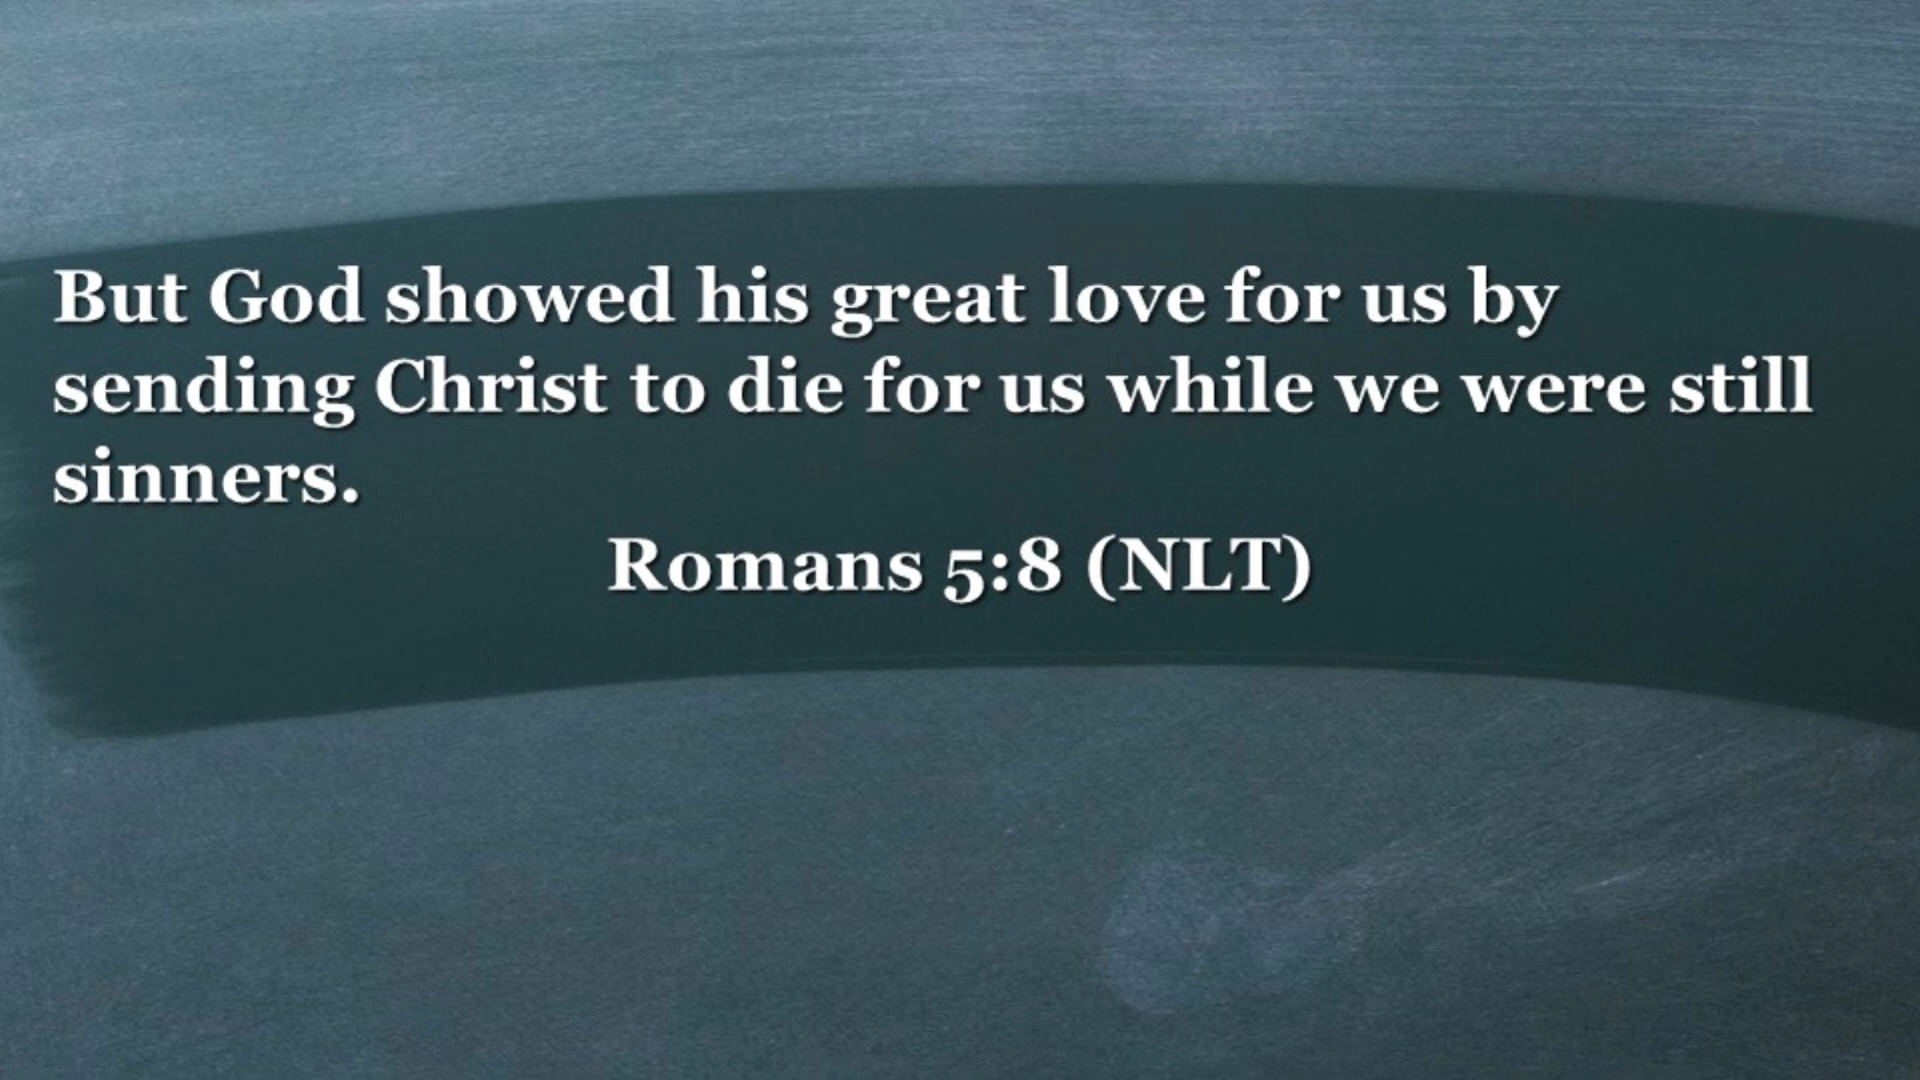 But God showed his great love for us by
sending Christ to die for us while we were still
sinners.
Romans 5:8 (NLT)